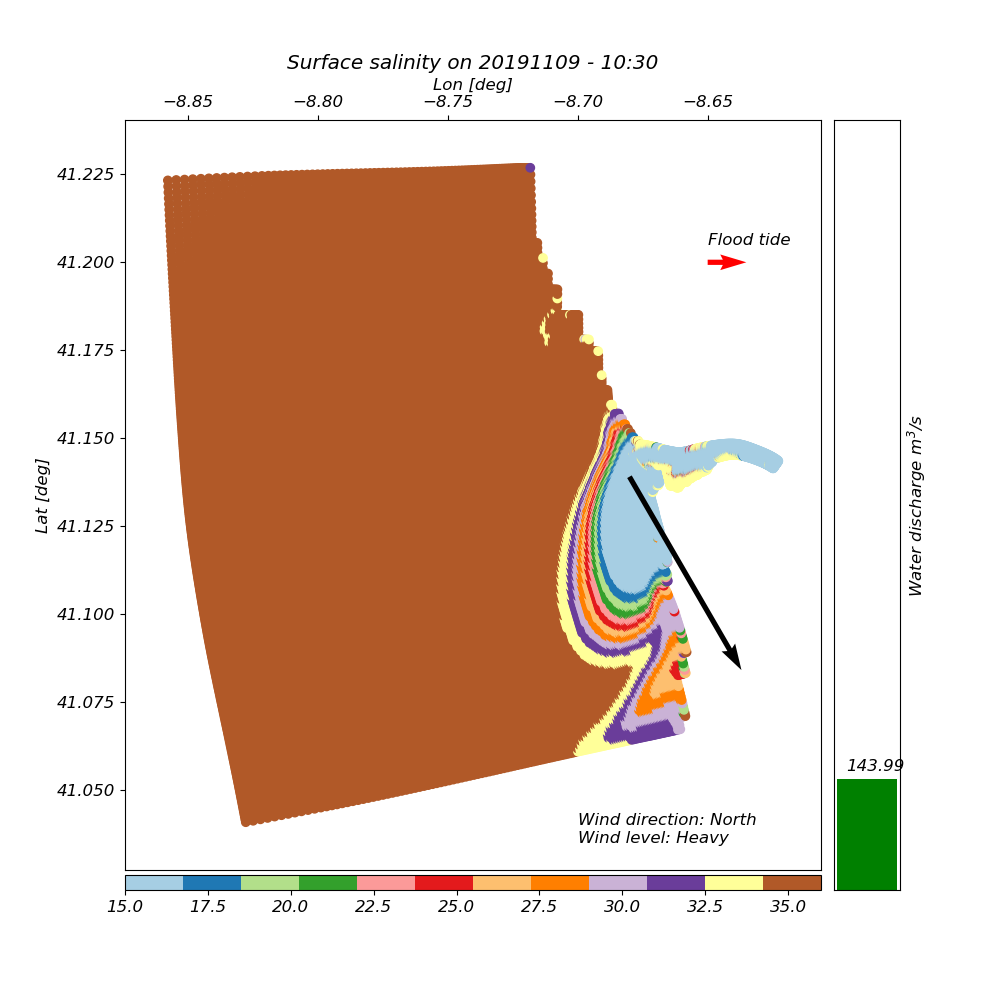 Surface salinity on 20191109 - 10:30
Lon [deg]
−8.85 −8.80 −8.75 −8.70 −8.65
41.225
41.200
41.175
41.150
41.125
41.100
41.075
41.050
Lat [deg]
Flood tide
Wind direction: North
Wind level: Heavy
15.0 17.5 20.0 22.5 25.0 27.5 30.0 32.5 35.0
143.99
Water discharge m³/s